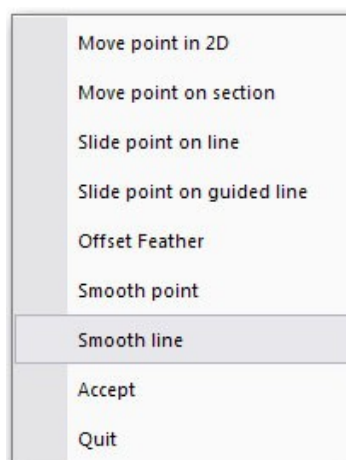 Move point in 2D
Move point on section
Slide point on line
Slide point on guided line
Offset Feather
Smooth point
Smooth line
Accept
Quit